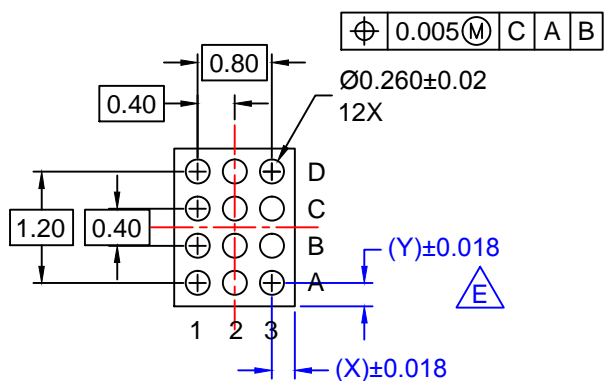 ⌖ 0.005Ⓜ C A B
0.80
Ø0.260±0.02
12X
0.40
D
C
1.20 0.40
B
(Y)±0.018
A
E
1 2 3
(X)±0.018